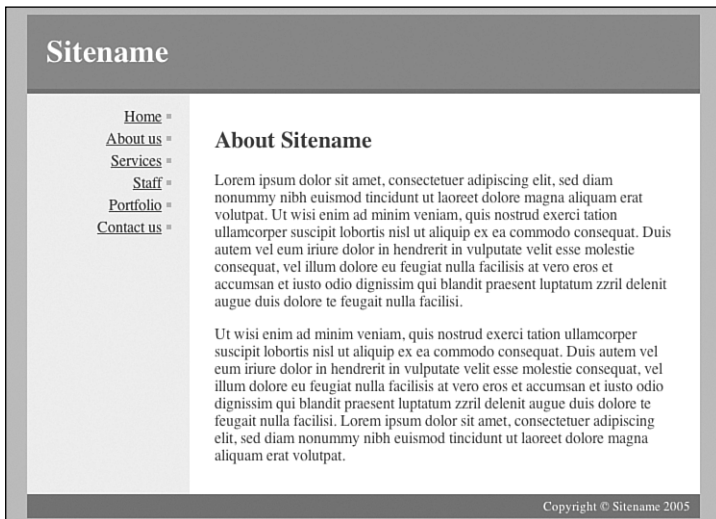 Sitename
Home
About us
Services
Staff
Portfolio
Contact us
About Sitename
Lorem ipsum dolor sit amet, consectetuer adipiscing elit, sed diam
nonummy nibh euismod tincidunt ut laoreet dolore magna aliquam erat
volutpat. Ut wisi enim ad minim veniam, quis nostrud exerci tation
ullamcorper suscipit lobortis nisl ut aliquip ex ea commodo consequat. Duis
autem vel eum iriure dolor in hendrerit in vulputate velit esse molestie
consequat, vel illum dolore eu feugiat nulla facilisis at vero eros et
accumsan et iusto odio dignissim qui blandit praesent luptatum zzril delenit
augue duis dolore te feugait nulla facilisi.
Ut wisi enim ad minim veniam, quis nostrud exerci tation ullamcorper
suscipit lobortis nisl ut aliquip ex ea commodo consequat. Duis autem vel
eum iriure dolor in hendrerit in vulputate velit esse molestie consequat, vel
illum dolore eu feugiat nulla facilisis at vero eros et accumsan et iusto odio
dignissim qui blandit praesent luptatum zzril delenit augue duis dolore te
feugait nulla facilisi. Lorem ipsum dolor sit amet, consectetuer adipiscing
elit, sed diam nonummy nibh euismod tincidunt ut laoreet dolore magna
aliquam erat volutpat.
Copyright © Sitename 2005